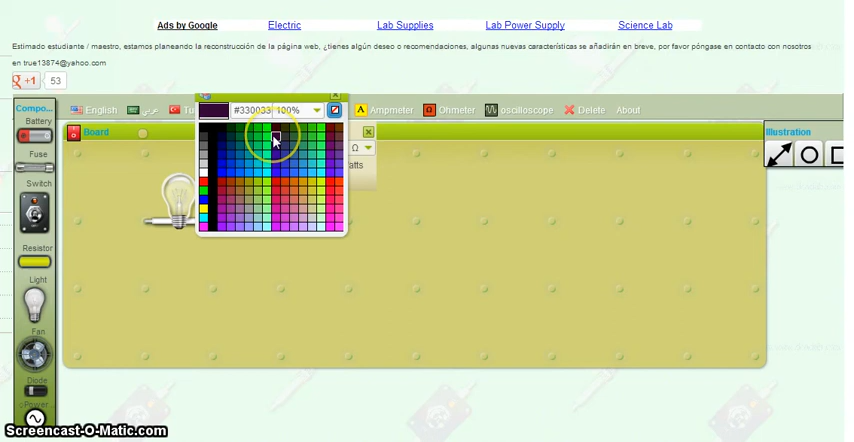 Ads by Google Electric Lab Supplies Lab Power Supply Science Lab
Estimado estudiante / maestro, estamos planeando la reconstrucción de la página web, ¿tienes algún deseo o recomendaciones, algunas nuevas características se añadirán en breve, por favor póngase en contacto con nosotros
en true13874@yahoo.com
+1 53
Compo...
English عربي Tu #330033 100% Ampmeter Ohmeter oscilloscope Delete About
Battery
Board
Illustration
Fuse
Ω
atts
Switch
Resistor
Light
Fan
Diode
Power
Screencast-O-Matic.com